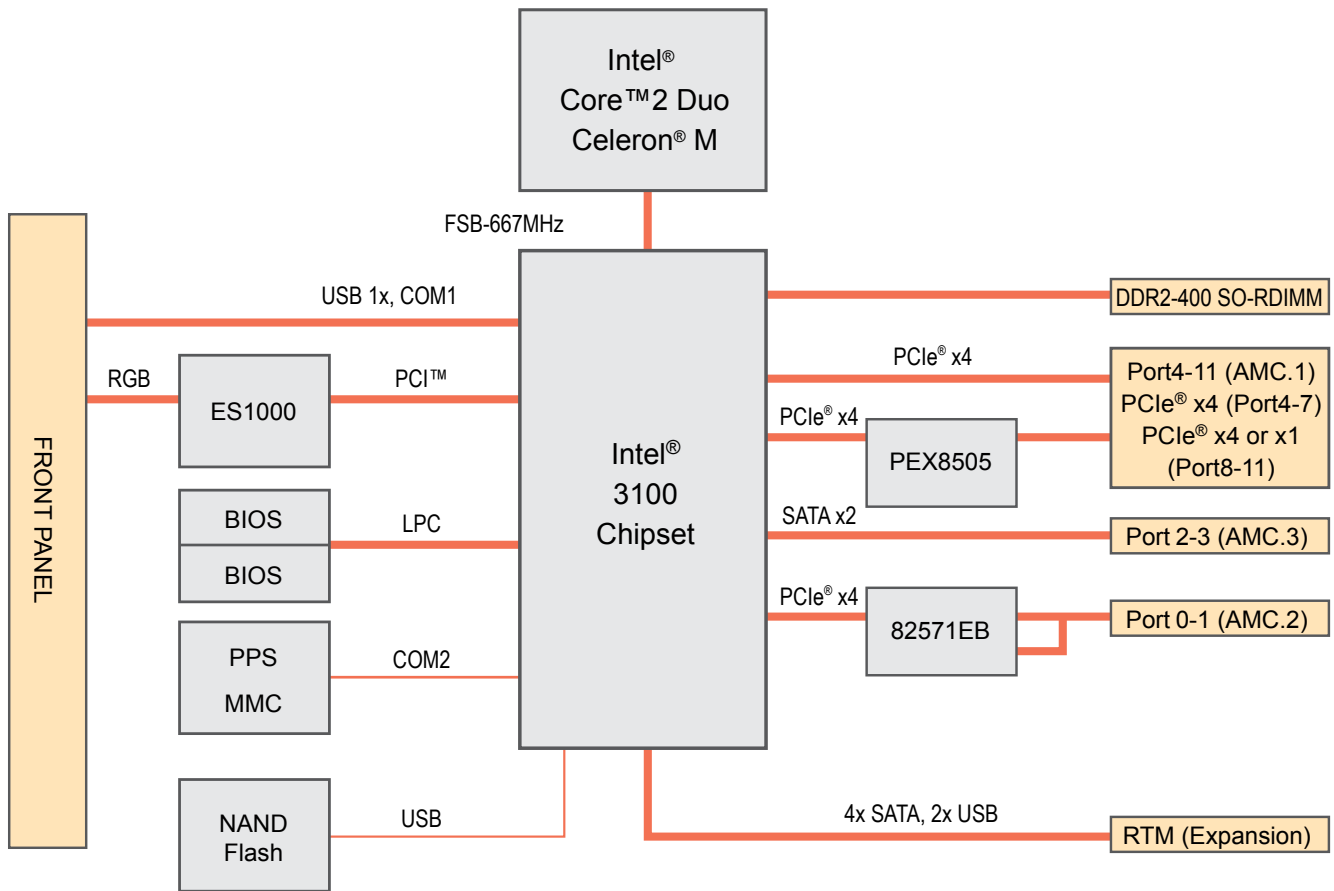 Intel®
Core™2 Duo
Celeron® M
FSB-667MHz
FRONT PANEL
USB 1x, COM1
RGB
ES1000
PCI™
BIOS
BIOS
LPC
PPS
MMC
COM2
NAND
Flash
USB
Intel®
3100
Chipset
DDR2-400 SO-RDIMM
PCIe® x4
Port4-11 (AMC.1)
PCIe® x4 (Port4-7)
PCIe® x4 or x1
(Port8-11)
PCIe® x4
PEX8505
SATA x2
Port 2-3 (AMC.3)
PCIe® x4
82571EB
Port 0-1 (AMC.2)
4x SATA, 2x USB
RTM (Expansion)